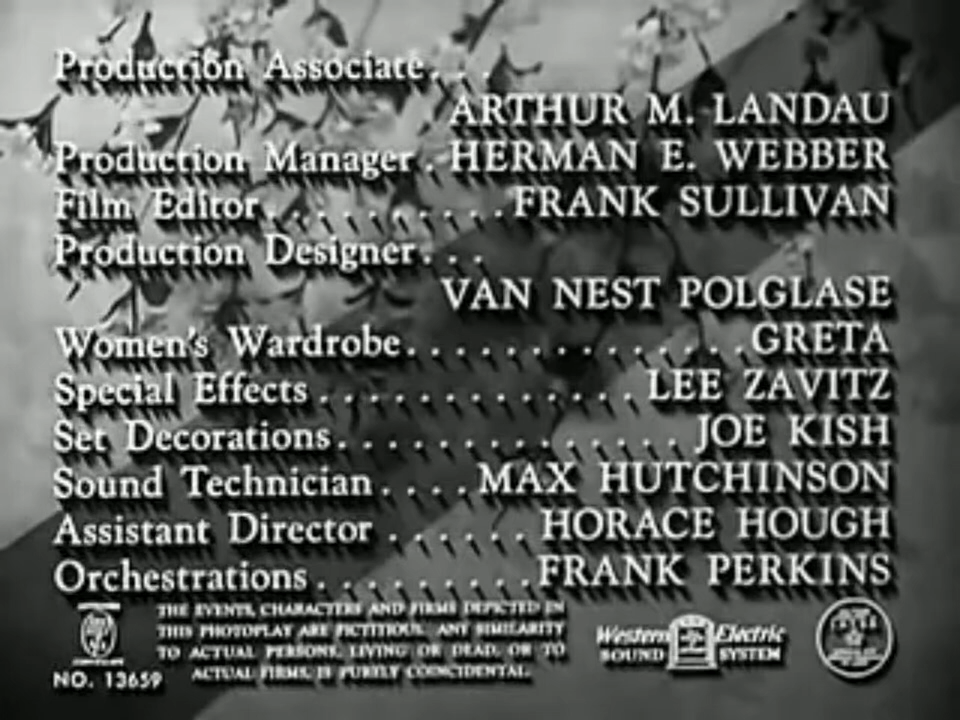 Production Associate. . .
ARTHUR M. LANDAU
Production Manager . HERMAN E. WEBBER
Film Editor. . . . . . . . . . . FRANK SULLIVAN
Production Designer. . .
VAN NEST POLGLASE
Women's Wardrobe. . . . . . . . . . . . . . . GRETA
Special Effects . . . . . . . . . . . . . . LEE ZAVITZ
Set Decorations. . . . . . . . . . . . . . . . JOE KISH
Sound Technician . . . . MAX HUTCHINSON
Assistant Director . . . . . . HORACE HOUGH
Orchestrations . . . . . . . . . . FRANK PERKINS
THE EVENTS, CHARACTERS AND FIRMS DEPICTED IN
THIS PHOTOPLAY ARE FICTITIOUS. ANY SIMILARITY
TO ACTUAL PERSONS, LIVING OR DEAD, OR TO
ACTUAL FIRMS, IS PURELY COINCIDENTAL.
NO. 13659
Western Electric
SOUND SYSTEM